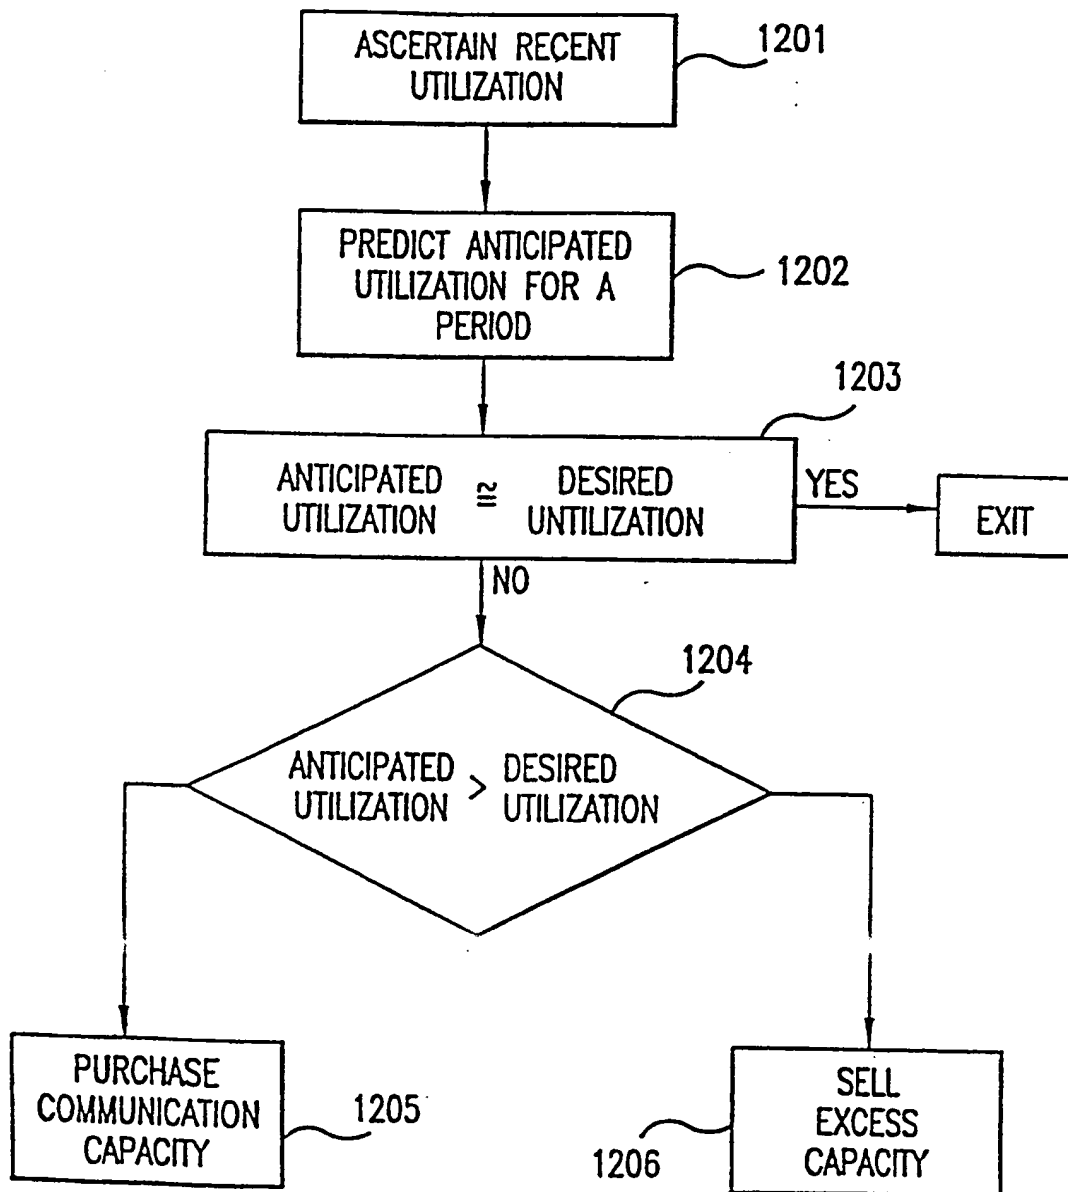 ASCERTAIN RECENT
UTILIZATION
1201
PREDICT ANTICIPATED
UTILIZATION FOR A
PERIOD
1202
1203
ANTICIPATED ≅ DESIRED
UTILIZATION UNTILIZATION
YES
EXIT
NO
1204
ANTICIPATED > DESIRED
UTILIZATION UTILIZATION
PURCHASE
COMMUNICATION
CAPACITY
1205
SELL
EXCESS
CAPACITY
1206